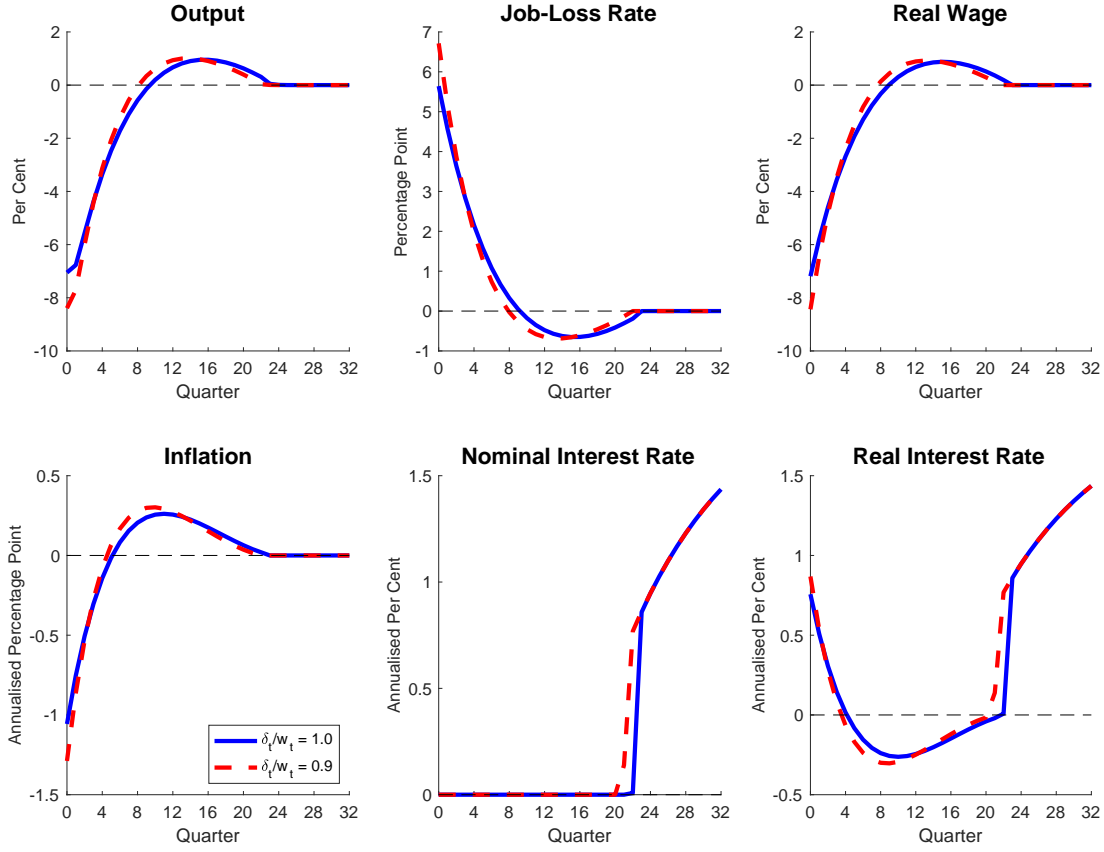 Output
Per Cent
2
0
-2
-4
-6
-8
-10
0 4 8 12 16 20 24 28 32
Quarter
Job-Loss Rate
Percentage Point
7
6
5
4
3
2
1
0
-1
0 4 8 12 16 20 24 28 32
Quarter
Real Wage
Per Cent
2
0
-2
-4
-6
-8
-10
0 4 8 12 16 20 24 28 32
Quarter
Inflation
Annualised Percentage Point
0.5
0
-0.5
-1
-1.5
δt/wt = 1.0
δt/wt = 0.9
0 4 8 12 16 20 24 28 32
Quarter
Nominal Interest Rate
Annualised Per Cent
1.5
1
0.5
0
0 4 8 12 16 20 24 28 32
Quarter
Real Interest Rate
Annualised Per Cent
1.5
1
0.5
0
-0.5
0 4 8 12 16 20 24 28 32
Quarter